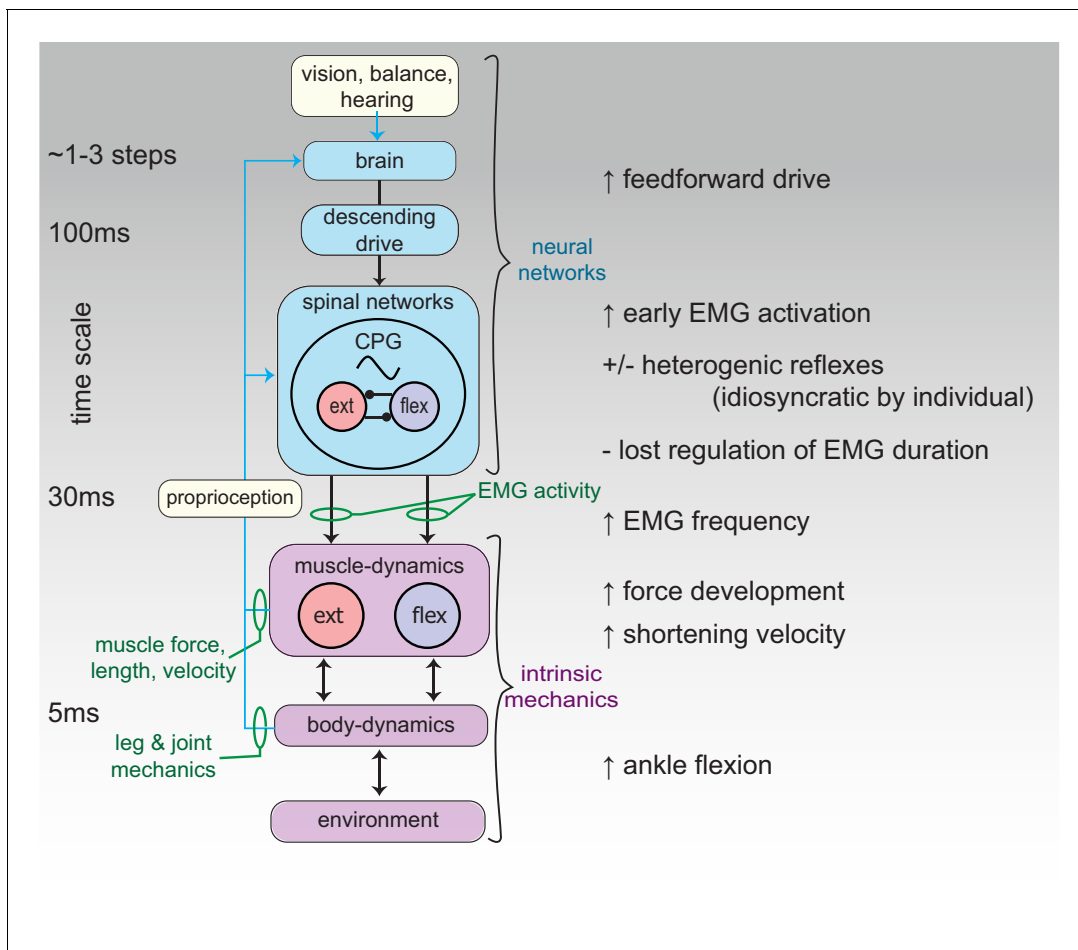 vision, balance,
hearing
~1-3 steps
brain
↑ feedforward drive
100ms
descending
drive
neural
networks
time scale
spinal networks
CPG
ext
flex
↑ early EMG activation
+/- heterogenic reflexes
(idiosyncratic by individual)
- lost regulation of EMG duration
30ms
proprioception
EMG activity
↑ EMG frequency
muscle-dynamics
ext
flex
↑ force development
↑ shortening velocity
muscle force,
length, velocity
intrinsic
mechanics
5ms
body-dynamics
leg & joint
mechanics
↑ ankle flexion
environment